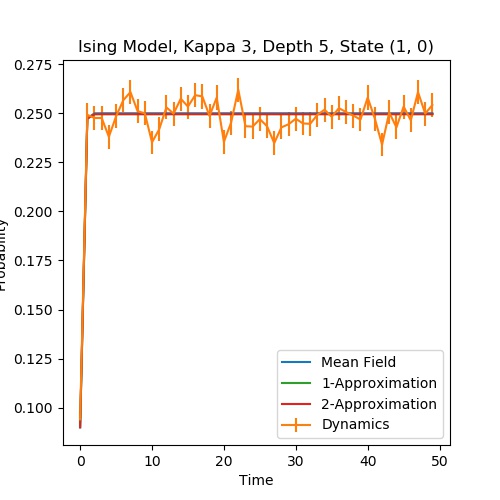 Ising Model, Kappa 3, Depth 5, State (1, 0)
0.275
0.250
0.225
0.200
0.175
0.150
0.125
0.100
Probability
0
10
20
30
40
50
Time
Mean Field
1-Approximation
2-Approximation
Dynamics